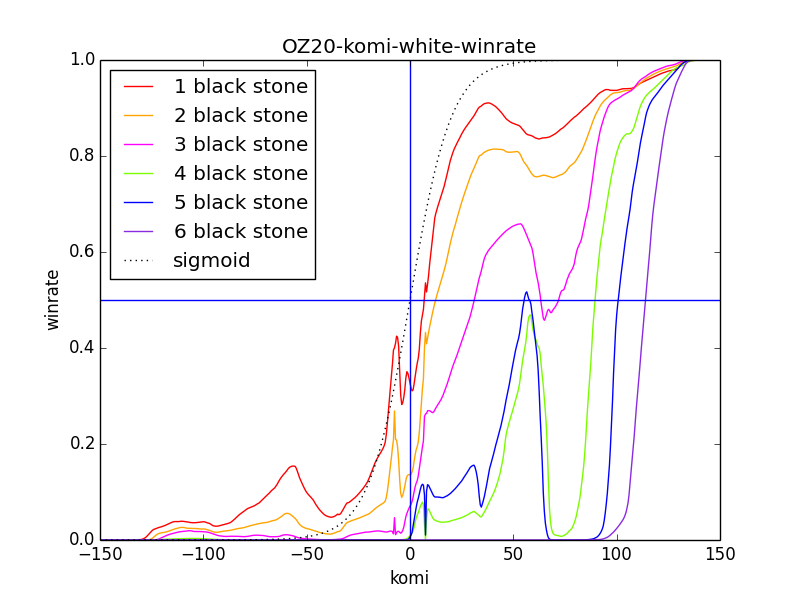 OZ20-komi-white-winrate
1.0
0.8
0.6
0.4
0.2
0.0
winrate
1 black stone
2 black stone
3 black stone
4 black stone
5 black stone
6 black stone
sigmoid
−150 −100 −50 0 50 100 150
komi